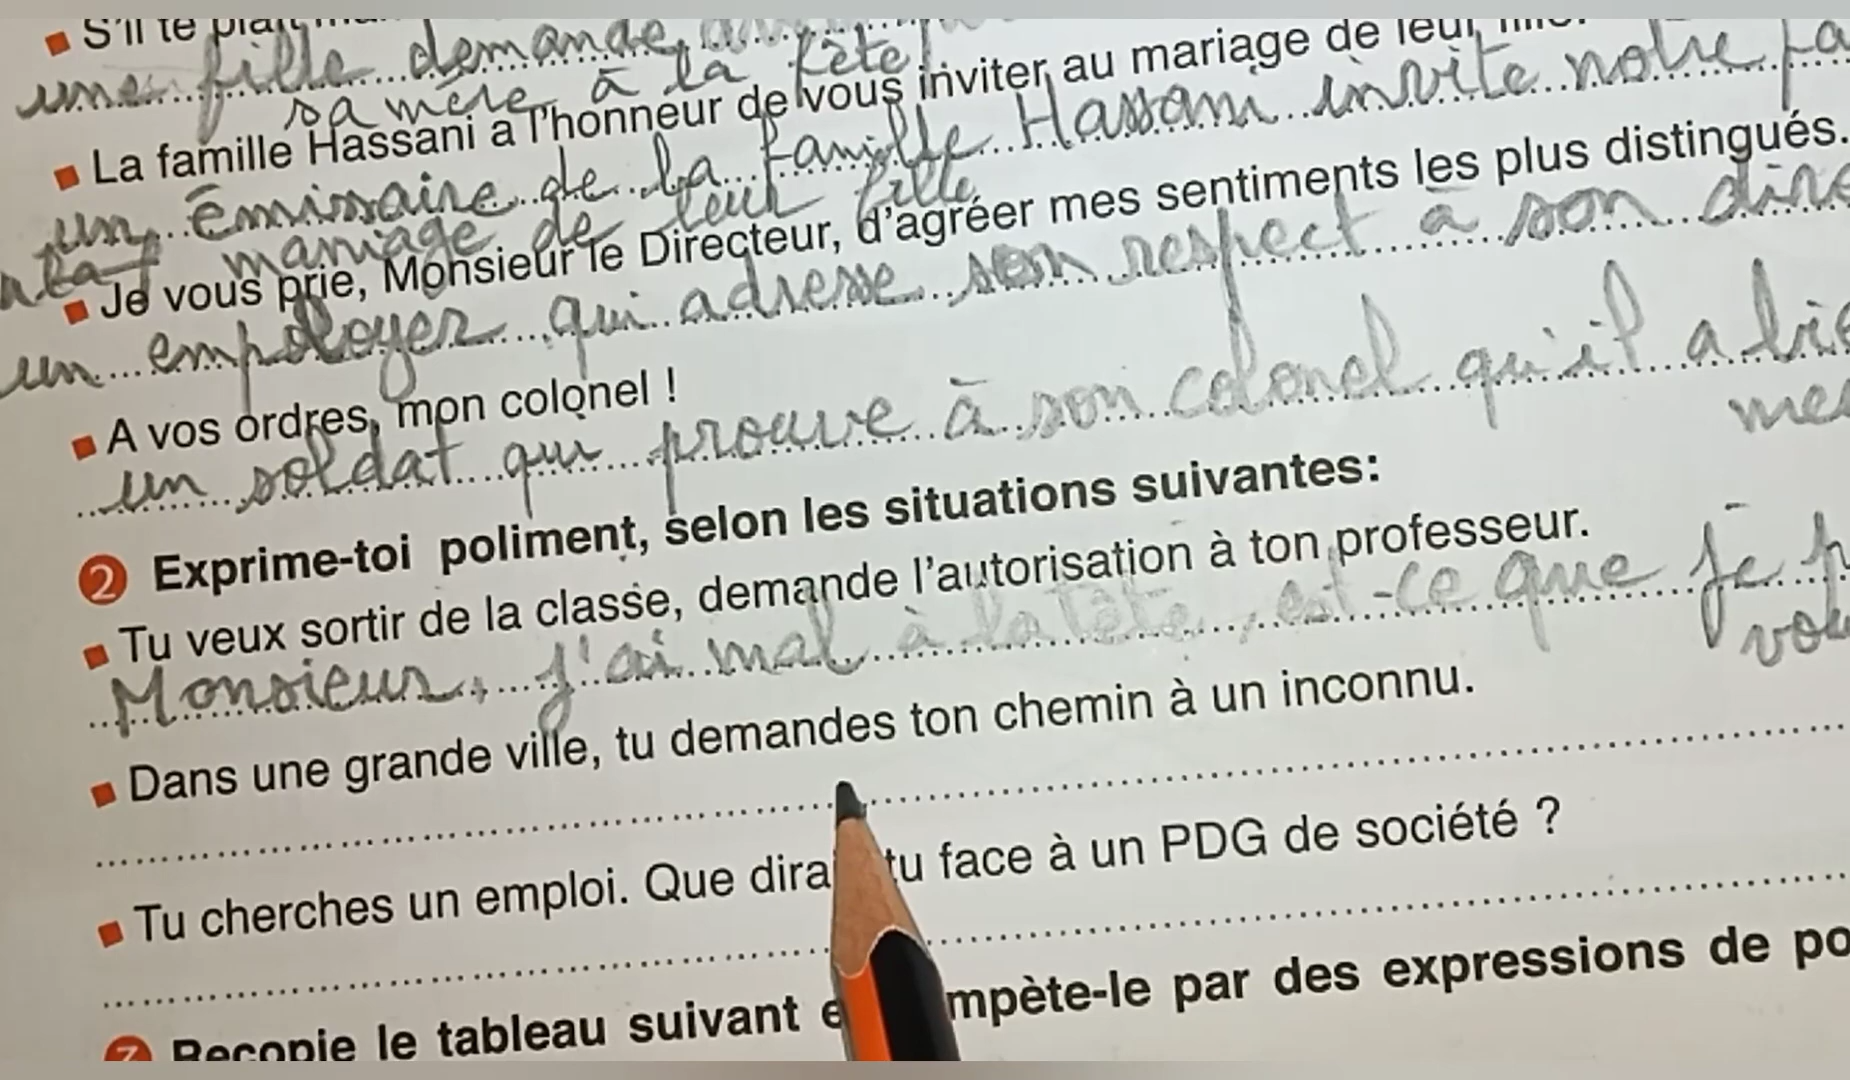 ■ S'il te plaît
une fille demande
sa mère à la fête
■ La famille Hassani a l'honneur de vous inviter au mariage de leur fille.
un émissaire de la famille Hassani invite notre fa
mariage de leur fille
■ Je vous prie, Monsieur le Directeur, d'agréer mes sentiments les plus distingués.
un employer qui adresse son respect à son dire
■ A vos ordres, mon colonel !
un soldat qui prouve à son colonel qu'il a bie
mes
2 Exprime-toi poliment, selon les situations suivantes:
■ Tu veux sortir de la classe, demande l'autorisation à ton professeur.
Monsieur, j'ai mal à la tête, est-ce que je p
■ Dans une grande ville, tu demandes ton chemin à un inconnu.
■ Tu cherches un emploi. Que dira tu face à un PDG de société ?
Recopie le tableau suivant e mpète-le par des expressions de po